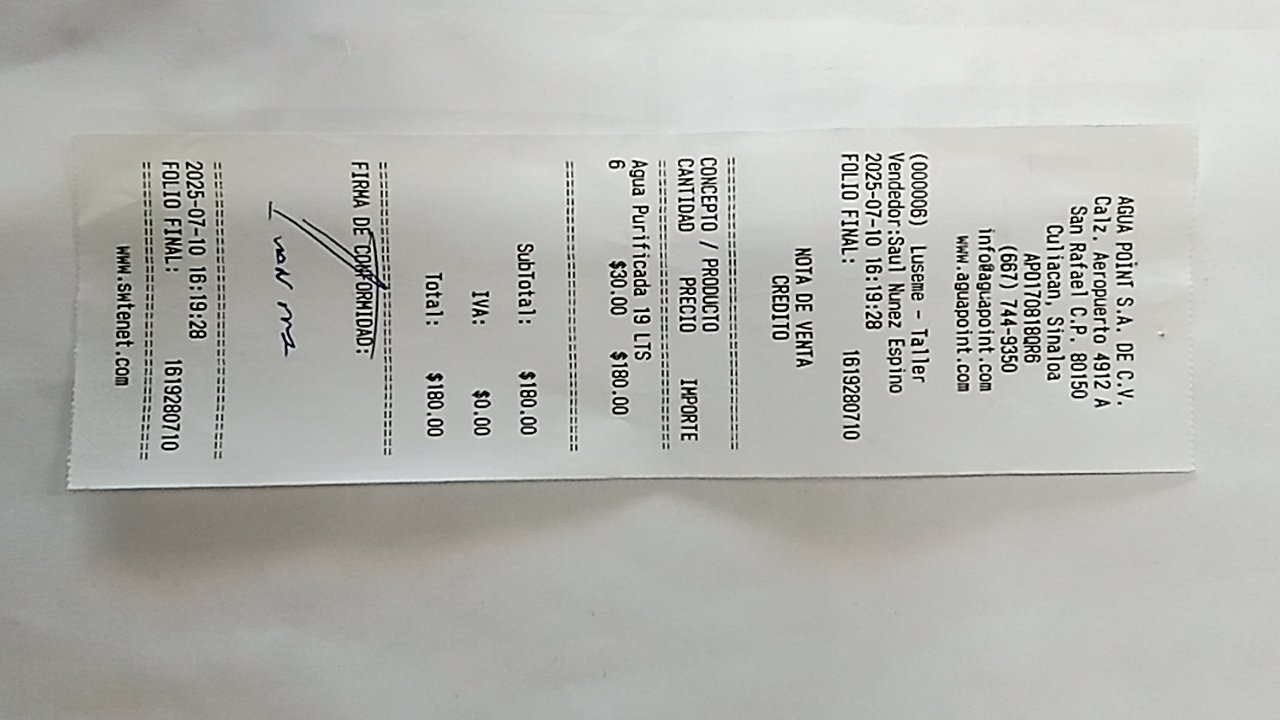 AGUA POINT S.A. DE C.V.
Calz. Aeropuerto 4912 A
San Rafael C.P. 80150
Culiacan, Sinaloa
APO170818QR6
(667) 744-9350
info@aguapoint.com
www.aguapoint.com
NOTA DE VENTA
CREDITO
(000006) Luseme - Taller
Vendedor:Saul Nunez Espino
2025-07-10 16:19:28
FOLIO FINAL: 1619280710
================================
CONCEPTO / PRODUCTO
CANTIDAD PRECIO IMPORTE
================================
Agua Purificada 19 LTS
6 $30.00 $180.00
================================
SubTotal: $180.00
IVA: $0.00
Total: $180.00
================================
FIRMA DE CONFORMIDAD:
================================
2025-07-10 16:19:28
FOLIO FINAL: 1619280710
================================
www.swtenet.com